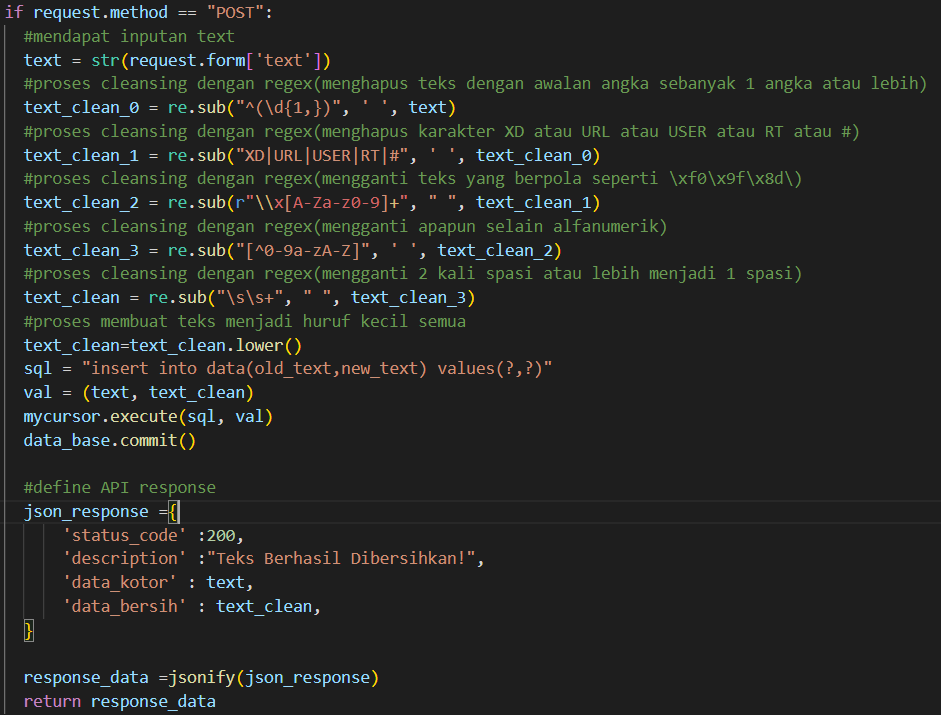 if request.method == "POST":
#mendapat inputan text
text = str(request.form['text'])
#proses cleansing dengan regex(menghapus teks dengan awalan angka sebanyak 1 angka atau lebih)
text_clean_0 = re.sub("^(\d{1,})", ' ', text)
#proses cleansing dengan regex(menghapus karakter XD atau URL atau USER atau RT atau #)
text_clean_1 = re.sub("XD|URL|USER|RT|#", ' ', text_clean_0)
#proses cleansing dengan regex(mengganti teks yang berpola seperti \xf0\x9f\x8d\)
text_clean_2 = re.sub(r"\\x[A-Za-z0-9]+", " ", text_clean_1)
#proses cleansing dengan regex(mengganti apapun selain alfanumerik)
text_clean_3 = re.sub("[^0-9a-zA-Z]", ' ', text_clean_2)
#proses cleansing dengan regex(mengganti 2 kali spasi atau lebih menjadi 1 spasi)
text_clean = re.sub("\s\s+", " ", text_clean_3)
#proses membuat teks menjadi huruf kecil semua
text_clean=text_clean.lower()
sql = "insert into data(old_text,new_text) values(?,?)"
val = (text, text_clean)
mycursor.execute(sql, val)
data_base.commit()
#define API response
json_response ={
'status_code' :200,
'description' :"Teks Berhasil Dibersihkan!",
'data_kotor' : text,
'data_bersih' : text_clean,
}
response_data =jsonify(json_response)
return response_data